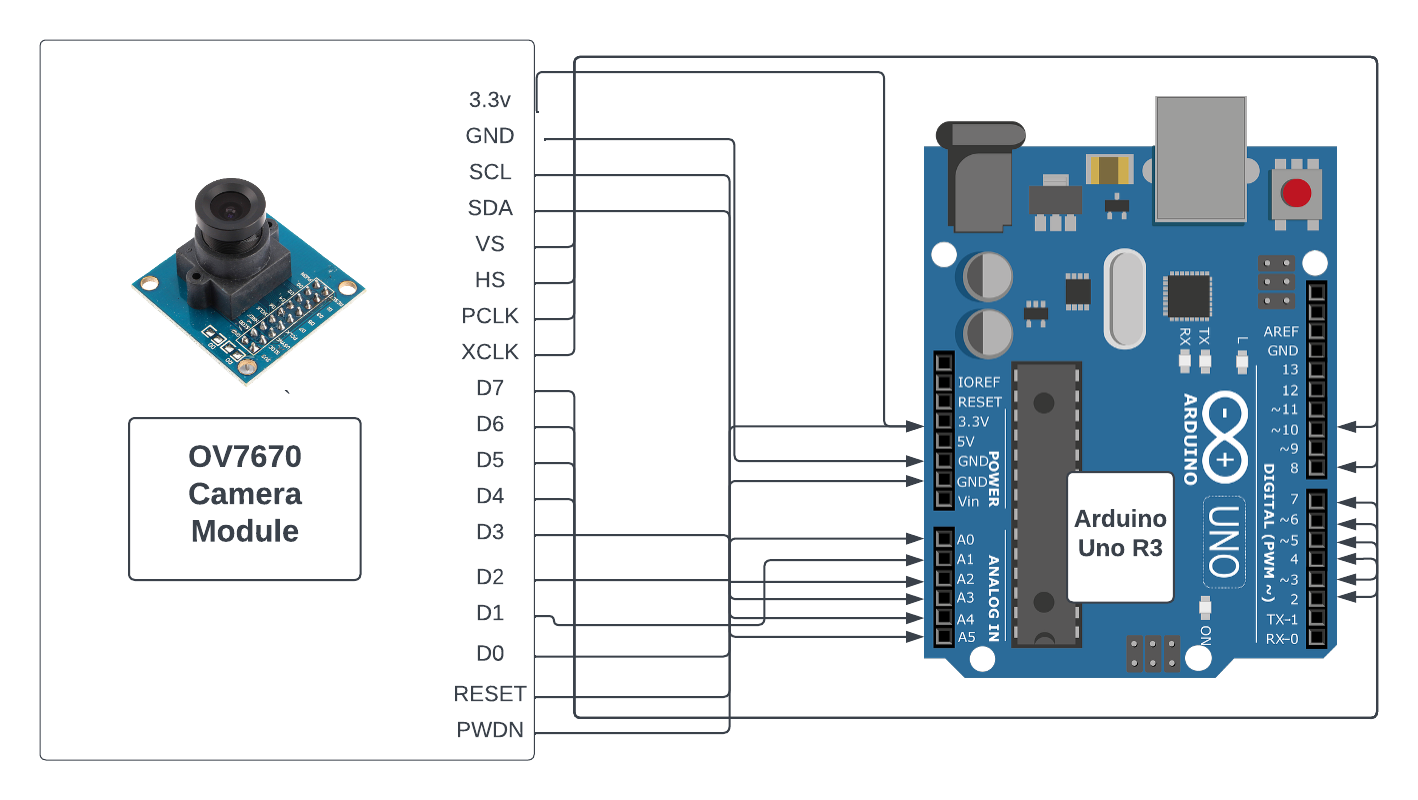 3.3v
GND
SCL
SDA
VS
HS
PCLK
XCLK
D7
D6
D5
D4
D3
D2
D1
D0
RESET
PWDN
`
OV7670
Camera
Module
IOREF
RESET
3.3V
5V
GND
GND
Vin
POWER
A0
A1
A2
A3
A4
A5
ANALOG IN
Arduino
Uno R3
RX
TX
L
ARDUINO
- +
UNO
ON
AREF
GND
13
12
~11
~10
~9
8
7
~6
~5
4
~3
2
TX-1
RX-0
DIGITAL (PWM ~)